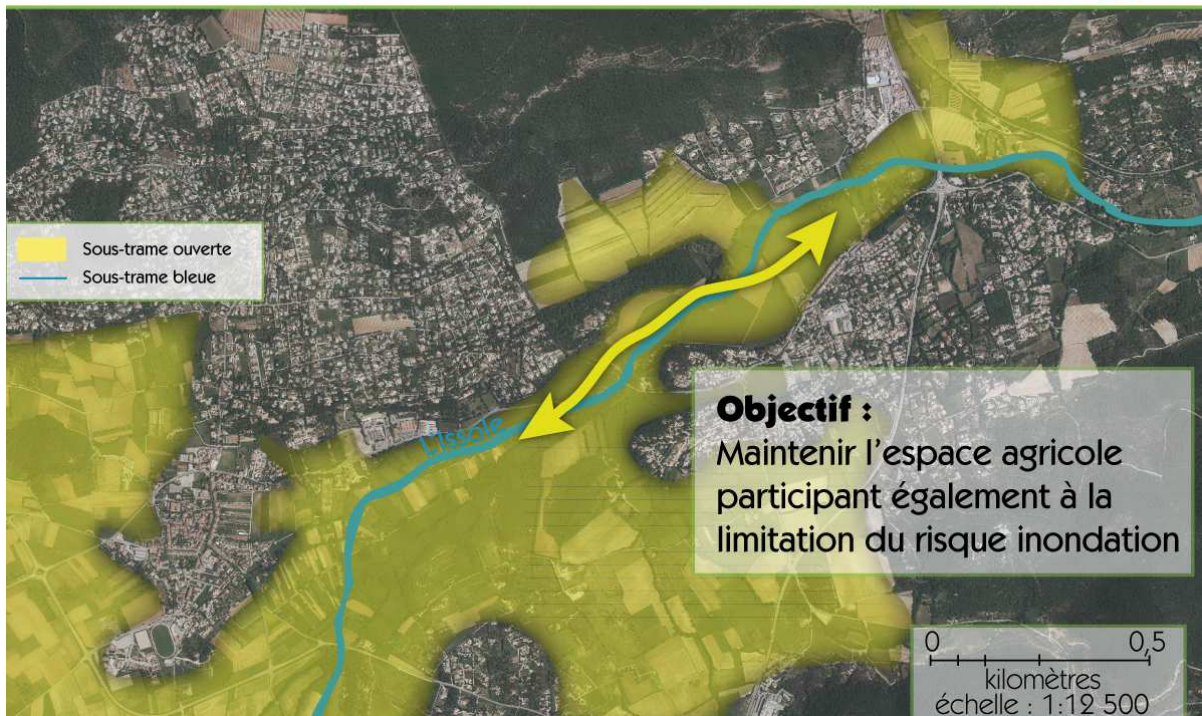 Sous-trame ouverte
Sous-trame bleue
L'Issole
Objectif :
Maintenir l'espace agricole
participant également à la
limitation du risque inondation
0 0,5
kilomètres
échelle : 1:12 500